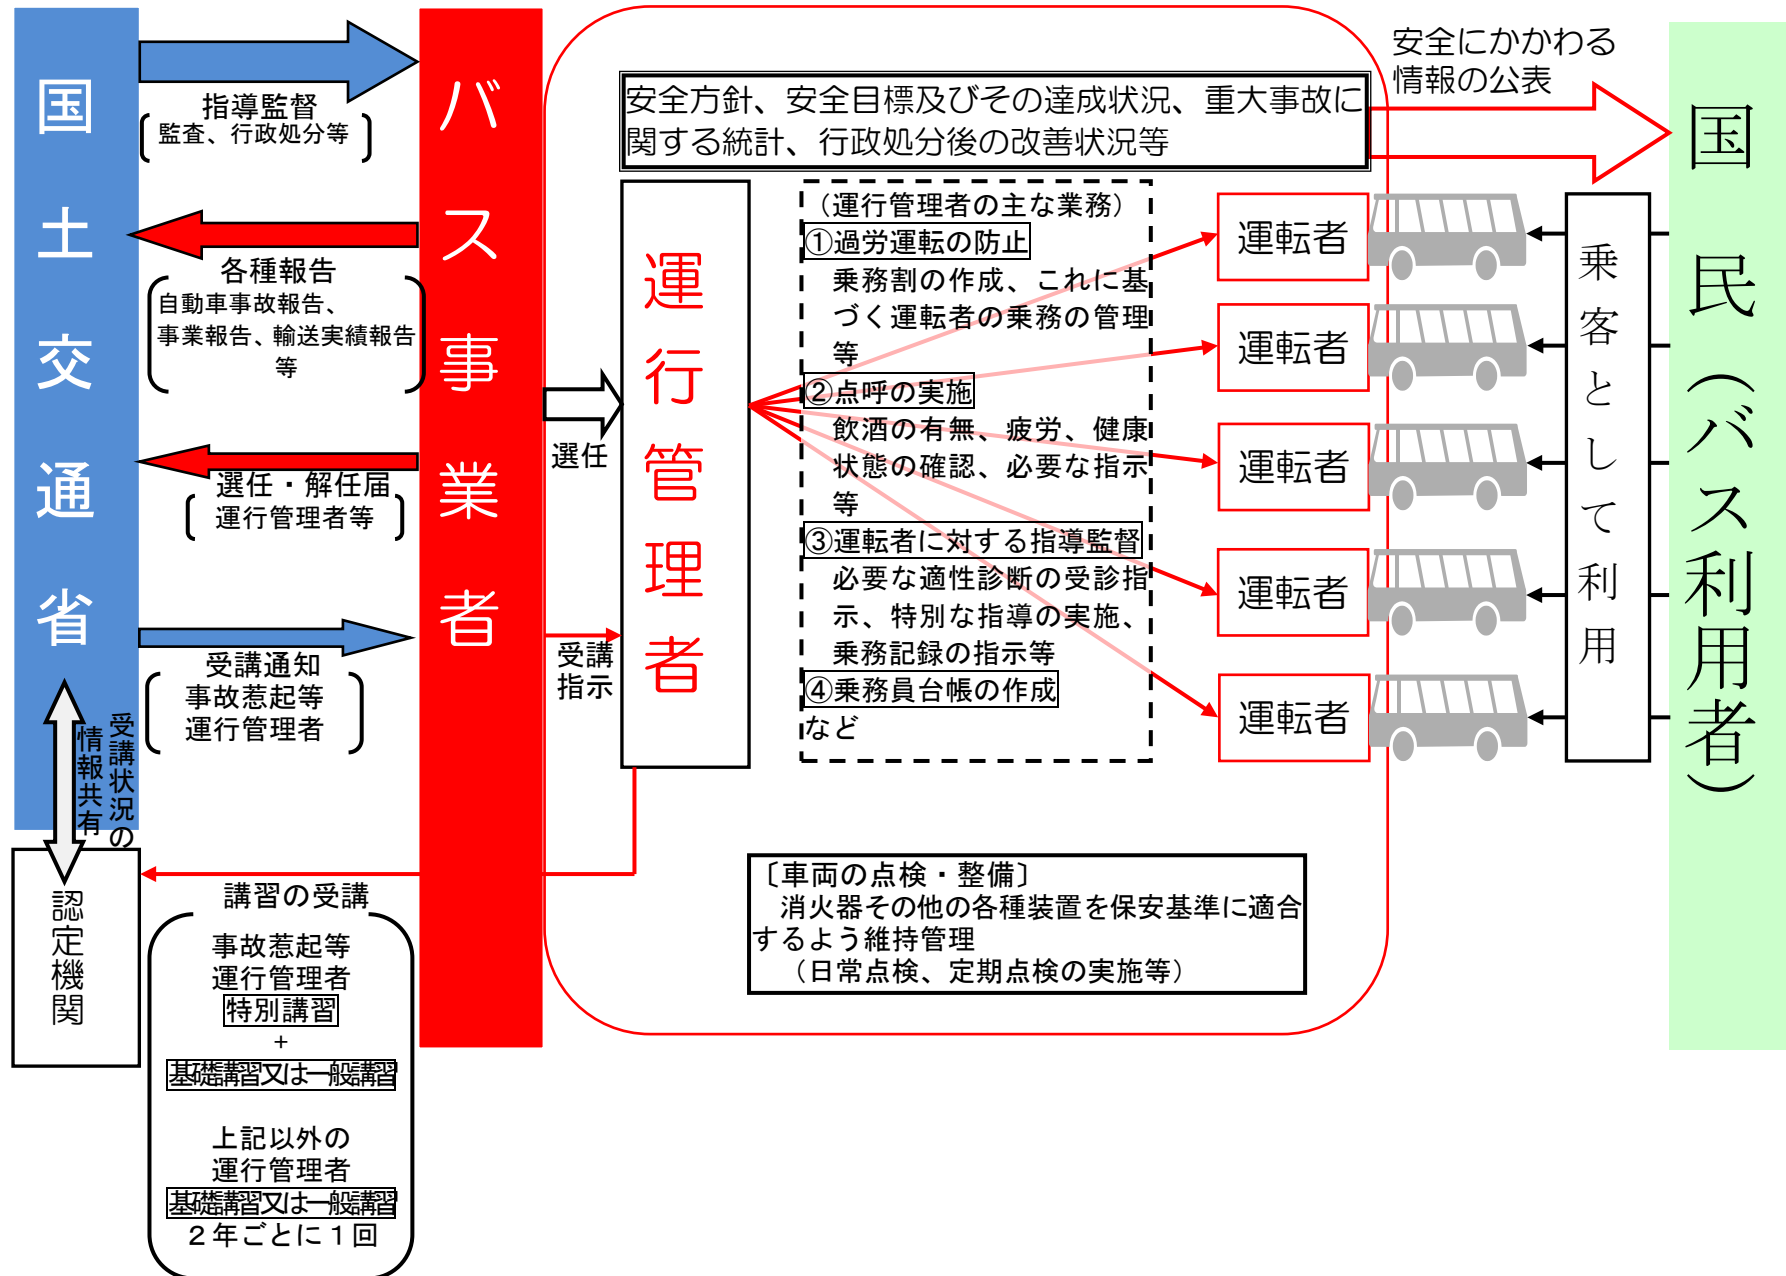 国土交通省
指導監督
監査、行政処分等
各種報告
自動車事故報告、
事業報告、輸送実績報告
等
選任・解任届
運行管理者等
受講通知
事故惹起等
運行管理者
受講状況の
情報共有
認定機関
講習の受講
事故惹起等
運行管理者
特別講習
+
基礎講習又は一般講習
上記以外の
運行管理者
基礎講習又は一般講習
2年ごとに1回
バス事業者
選任
受講
指示
安全方針、安全目標及びその達成状況、重大事故に
関する統計、行政処分後の改善状況等
運行管理者
（運行管理者の主な業務）
①過労運転の防止
乗務割の作成、これに基
づく運転者の乗務の管理
等
②点呼の実施
飲酒の有無、疲労、健康
状態の確認、必要な指示
等
③運転者に対する指導監督
必要な適性診断の受診指
示、特別な指導の実施、
乗務記録の指示等
④乗務員台帳の作成
など
運転者
運転者
運転者
運転者
運転者
〔車両の点検・整備〕
消火器その他の各種装置を保安基準に適合
するよう維持管理
（日常点検、定期点検の実施等）
安全にかかわる
情報の公表
乗客として利用
国民（バス利用者）